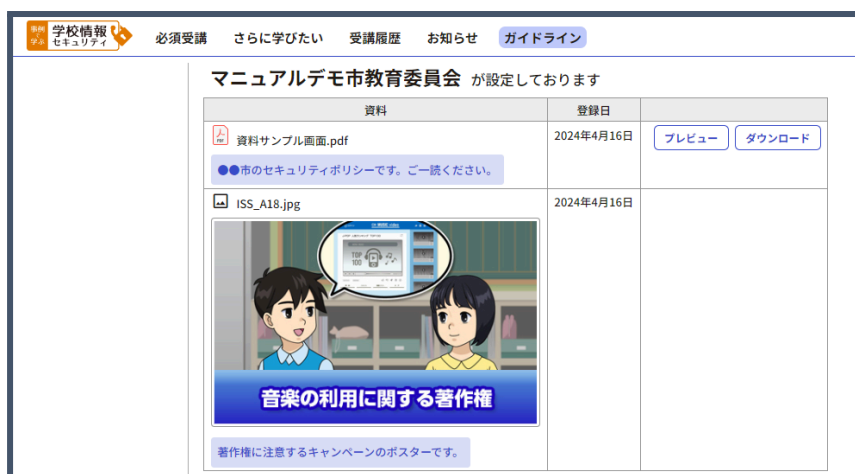 事例で学ぶ 学校情報セキュリティ
必須受講 さらに学びたい 受講履歴 お知らせ ガイドライン
マニュアルデモ市教育委員会 が設定しております
資料 登録日
資料サンプル画面.pdf 2024年4月16日 プレビュー ダウンロード
●●市のセキュリティポリシーです。ご一読ください。
ISS_A18.jpg 2024年4月16日
TOP
100
音楽の利用に関する著作権
著作権に注意するキャンペーンのポスターです。